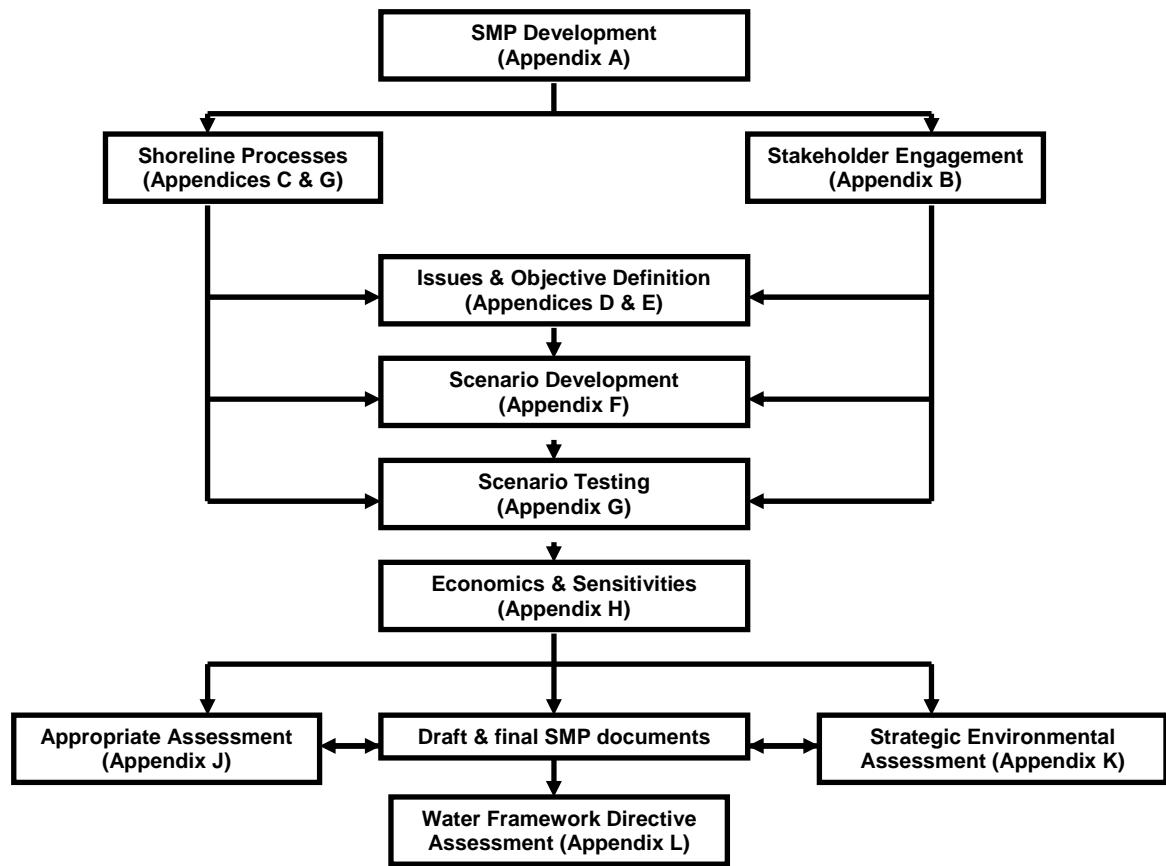 SMP Development
(Appendix A)
Shoreline Processes
(Appendices C & G)
Stakeholder Engagement
(Appendix B)
Issues & Objective Definition
(Appendices D & E)
Scenario Development
(Appendix F)
Scenario Testing
(Appendix G)
Economics & Sensitivities
(Appendix H)
Appropriate Assessment
(Appendix J)
Draft & final SMP documents
Strategic Environmental
Assessment (Appendix K)
Water Framework Directive
Assessment (Appendix L)